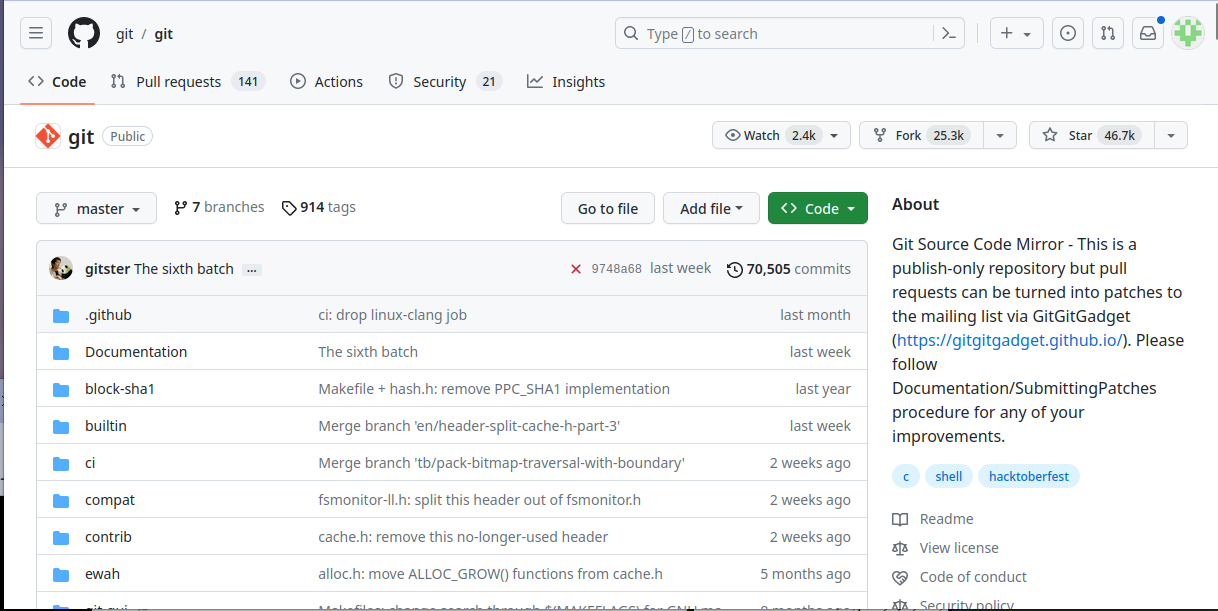 git / git
Type / to search
Code Pull requests 141 Actions Security 21 Insights
git Public Watch 2.4k Fork 25.3k Star 46.7k
master 7 branches 914 tags Go to file Add file Code
gitster The sixth batch ... 9748a68 last week 70,505 commits
.github ci: drop linux-clang job last month
Documentation The sixth batch last week
block-sha1 Makefile + hash.h: remove PPC_SHA1 implementation last year
builtin Merge branch 'en/header-split-cache-h-part-3' last week
ci Merge branch 'tb/pack-bitmap-traversal-with-boundary' 2 weeks ago
compat fsmonitor-ll.h: split this header out of fsmonitor.h 2 weeks ago
contrib cache.h: remove this no-longer-used header 2 weeks ago
ewah alloc.h: move ALLOC_GROW() functions from cache.h 5 months ago
About
Git Source Code Mirror - This is a
publish-only repository but pull
requests can be turned into patches to
the mailing list via GitGitGadget
(https://gitgitgadget.github.io/). Please
follow
Documentation/SubmittingPatches
procedure for any of your
improvements.
c shell hacktoberfest
Readme
View license
Code of conduct
Security policy